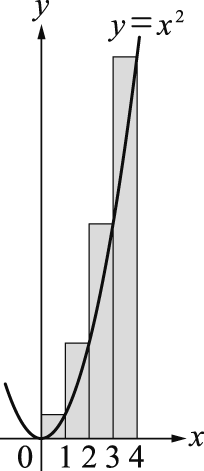 y
y = x²
0 1 2 3 4 x